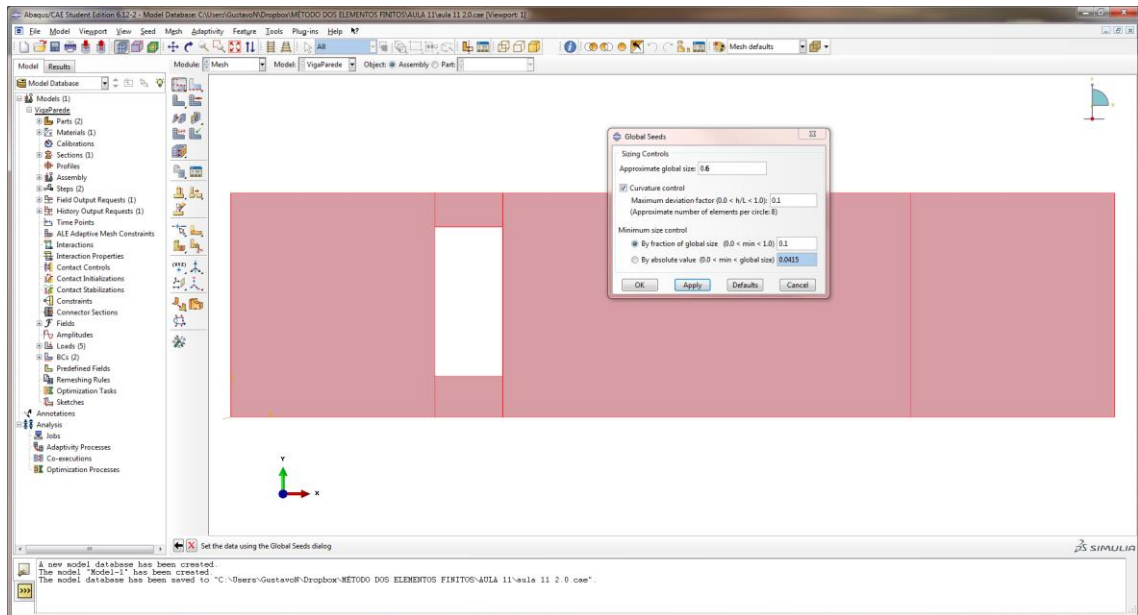 Abaqus/CAE Student Edition 6.12-2 - Model Database: C:\Users\GustavoN\Dropbox\MÉTODO DOS ELEMENTOS FINITOS\AULA 11\aula 11 2.0.cae [Viewport: 1]
File Model Viewport View Seed Mesh Adaptivity Feature Tools Plug-ins Help
All Mesh defaults
Model Results Module: Mesh Model: VigaParede Object: Assembly Part:
Model Database
Models (1)
VigaParede
Parts (2)
Materials (1)
Calibrations
Sections (1)
Profiles
Assembly
Steps (2)
Field Output Requests (1)
History Output Requests (1)
Time Points
ALE Adaptive Mesh Constraints
Interactions
Interaction Properties
Contact Controls
Contact Initializations
Contact Stabilizations
Constraints
Connector Sections
Fields
Amplitudes
Loads (5)
BCs (2)
Predefined Fields
Remeshing Rules
Optimization Tasks
Sketches
Annotations
Analysis
Jobs
Adaptivity Processes
Co-executions
Optimization Processes
Global Seeds
Sizing Controls
Approximate global size: 0.6
Curvature control
Maximum deviation factor (0.0 < h/L < 1.0): 0.1
(Approximate number of elements per circle: 8)
Minimum size control
By fraction of global size (0.0 < min < 1.0) 0.1
By absolute value (0.0 < min < global size) 0.0415
OK Apply Defaults Cancel
Y
X
Set the data using the Global Seeds dialog
SIMULIA
A new model database has been created.
The model "Model-1" has been created.
The model database has been saved to "C:\Users\GustavoN\Dropbox\MÉTODO DOS ELEMENTOS FINITOS\AULA 11\aula 11 2.0.cae".